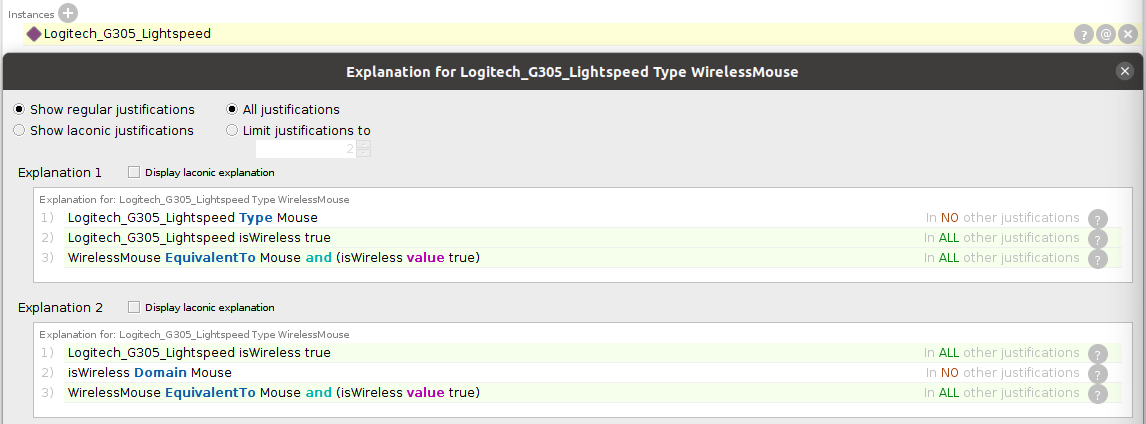 Instances
Logitech_G305_Lightspeed
? @
Explanation for Logitech_G305_Lightspeed Type WirelessMouse
Show regular justifications All justifications
Show laconic justifications Limit justifications to
2
Explanation 1 Display laconic explanation
Explanation for: Logitech_G305_Lightspeed Type WirelessMouse
1) Logitech_G305_Lightspeed Type Mouse In NO other justifications ?
2) Logitech_G305_Lightspeed isWireless true In ALL other justifications ?
3) WirelessMouse EquivalentTo Mouse and (isWireless value true) In ALL other justifications ?
Explanation 2 Display laconic explanation
Explanation for: Logitech_G305_Lightspeed Type WirelessMouse
1) Logitech_G305_Lightspeed isWireless true In ALL other justifications ?
2) isWireless Domain Mouse In NO other justifications ?
3) WirelessMouse EquivalentTo Mouse and (isWireless value true) In ALL other justifications ?